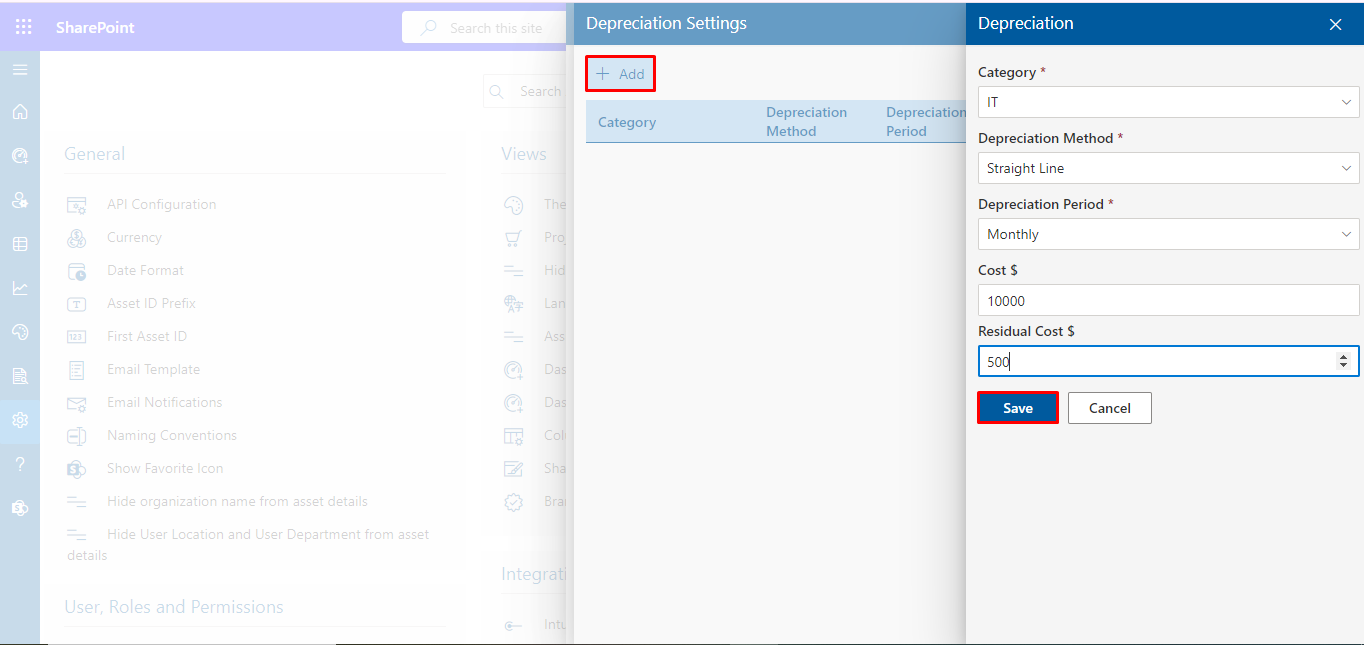 SharePoint
Search this site
Depreciation Settings
Depreciation
Search
Add
Category
Depreciation
Method
Depreciation
Period
General
API Configuration
Currency
Date Format
Asset ID Prefix
First Asset ID
Email Template
Email Notifications
Naming Conventions
Show Favorite Icon
Hide organization name from asset details
Hide User Location and User Department from asset
details
User, Roles and Permissions
Views
The
Proj
Hid
Lan
Ass
Das
Das
Col
Sha
Bra
Integrati
Intu
Category *
IT
Depreciation Method *
Straight Line
Depreciation Period *
Monthly
Cost $
10000
Residual Cost $
500
Save
Cancel